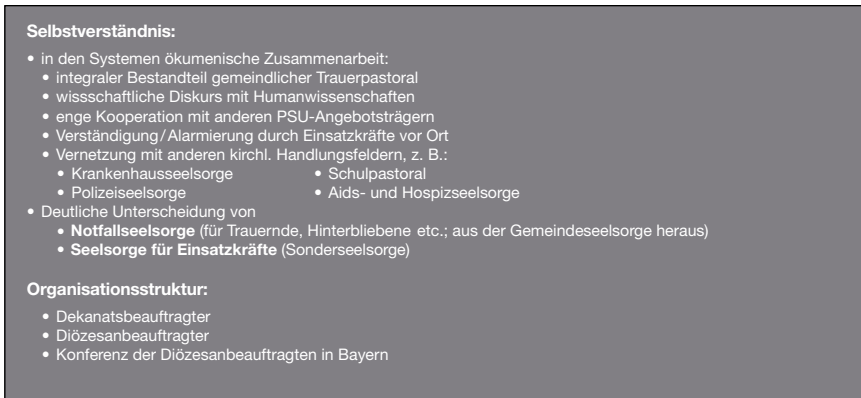 Selbstverständnis:
• in den Systemen ökumenische Zusammenarbeit:
• integraler Bestandteil gemeindlicher Trauerpastoral
• wissschaftliche Diskurs mit Humanwissenschaften
• enge Kooperation mit anderen PSU-Angebotsträgern
• Verständigung/Alarmierung durch Einsatzkräfte vor Ort
• Vernetzung mit anderen kirchl. Handlungsfeldern, z. B.:
• Krankenhausseelsorge • Schulpastoral
• Polizeiseelsorge • Aids- und Hospizseelsorge
• Deutliche Unterscheidung von
• Notfallseelsorge (für Trauernde, Hinterbliebene etc.; aus der Gemeindeseelsorge heraus)
• Seelsorge für Einsatzkräfte (Sonderseelsorge)
Organisationsstruktur:
• Dekanatsbeauftragter
• Diözesanbeauftragter
• Konferenz der Diözesanbeauftragten in Bayern